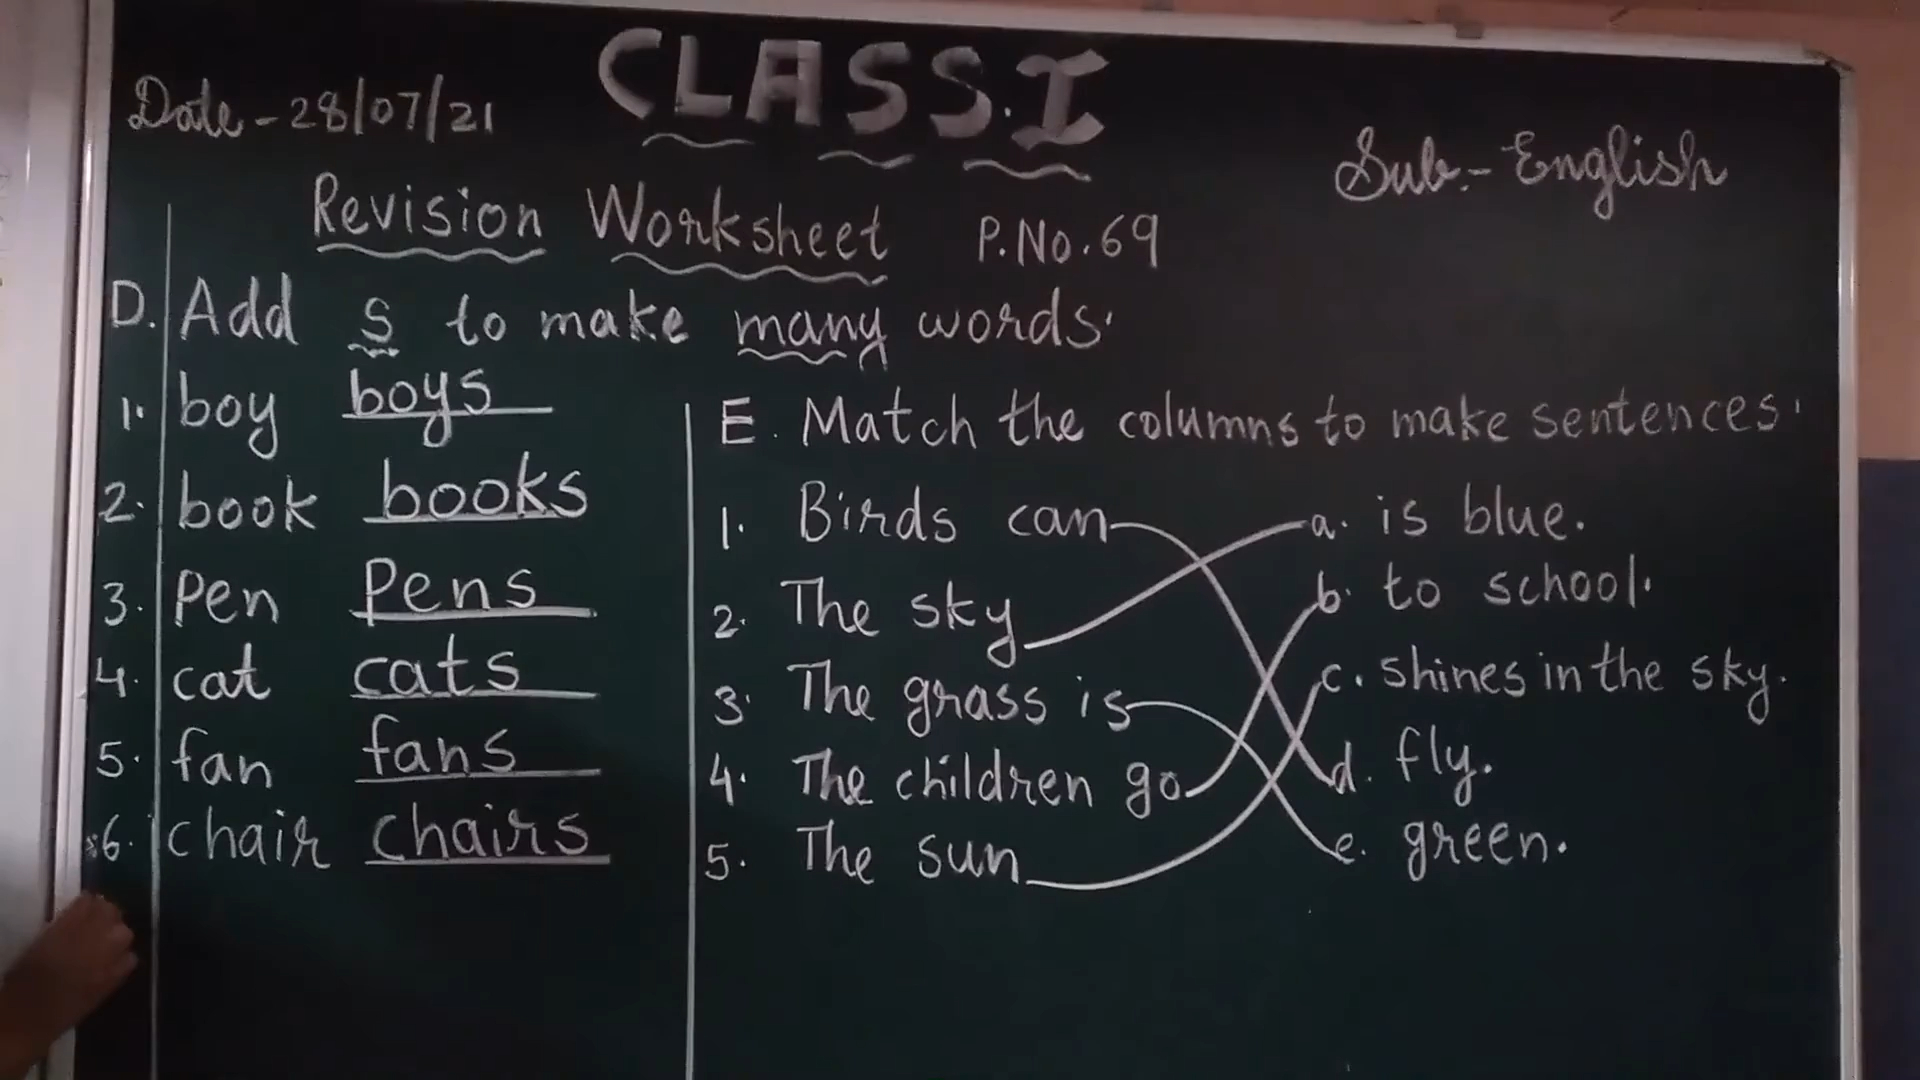 CLASS.I
Date-28/07/21
Sub:- English
Revision Worksheet P.No.69
D. Add s to make many words.
1. boy boys
2. book books
3. Pen Pens
4. cat cats
5. fan fans
6. chair chairs
E. Match the columns to make sentences.
1. Birds can a. is blue.
2. The sky b. to school.
3. The grass is c. shines in the sky.
4. The children go d. fly.
5. The sun e. green.